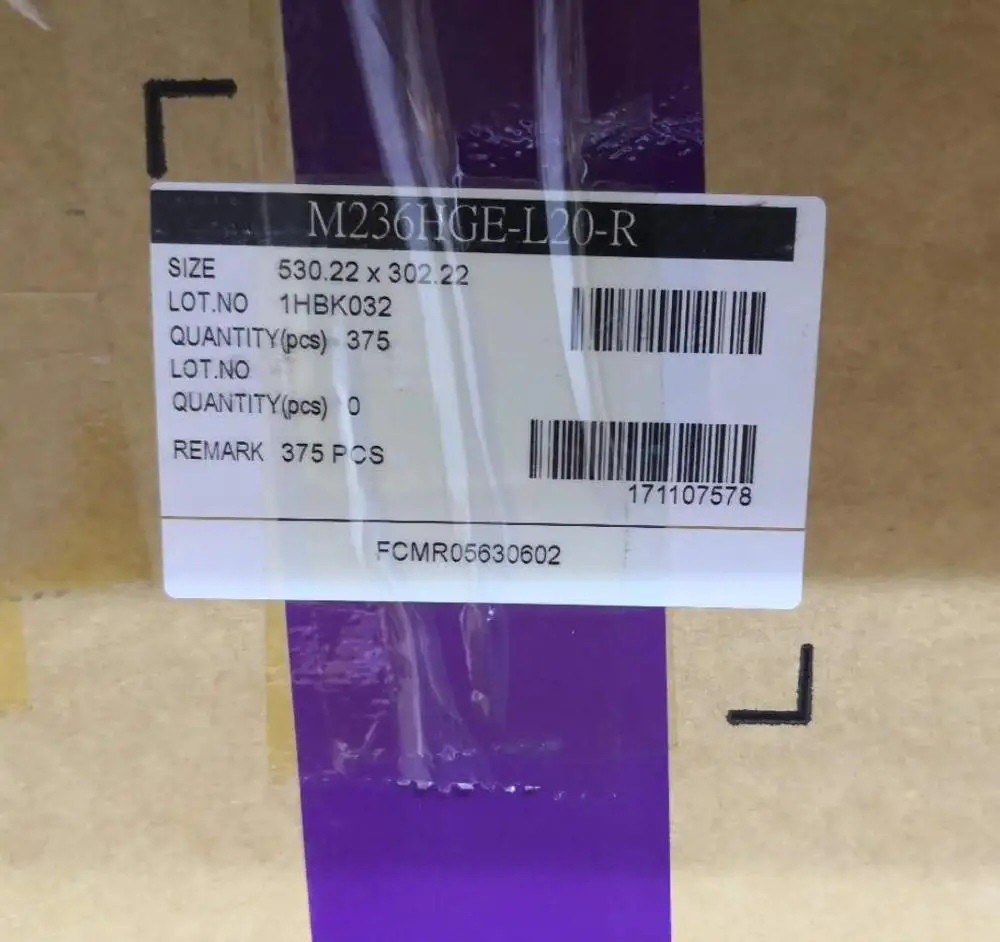 M236HGE-L20-R
SIZE 530.22 x 302.22
LOT.NO 1HBK032
QUANTITY(pcs) 375
LOT.NO
QUANTITY(pcs) 0
REMARK 375 PCS
171107578
FCMR05630602